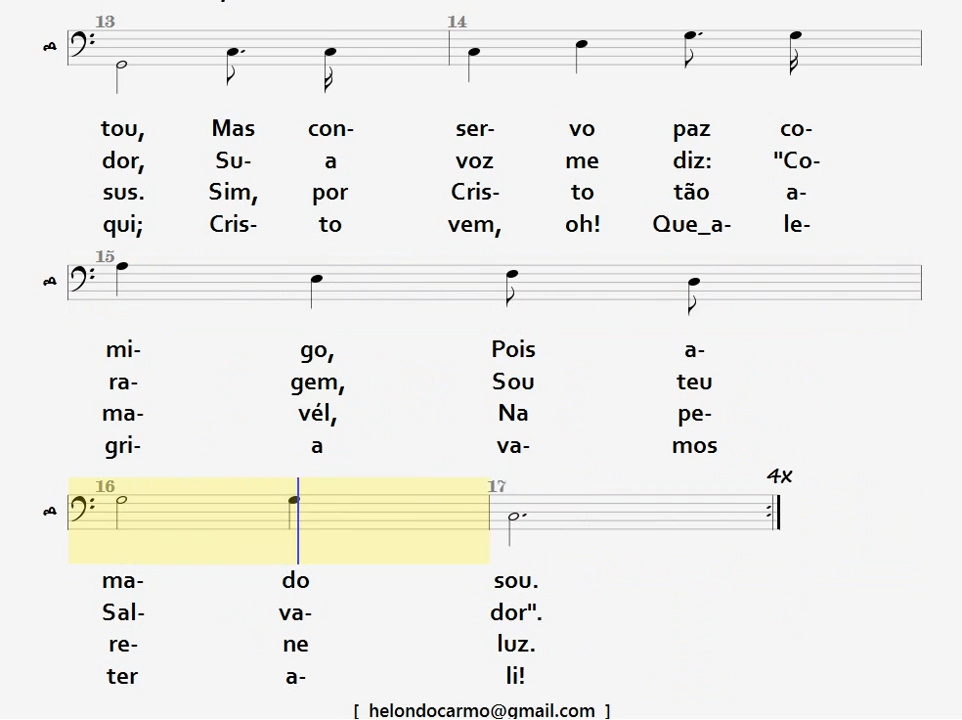 13 14
tou, Mas con- ser- vo paz co-
dor, Su- a voz me diz: "Co-
sus. Sim, por Cris- to tão a-
qui; Cris- to vem, oh! Que_a- le-
15
mi- go, Pois a-
ra- gem, Sou teu
ma- vél, Na pe-
gri- a va- mos
4x
16 17
ma- do sou.
Sal- va- dor".
re- ne luz.
ter a- li!
[ helondocarmo@gmail.com ]